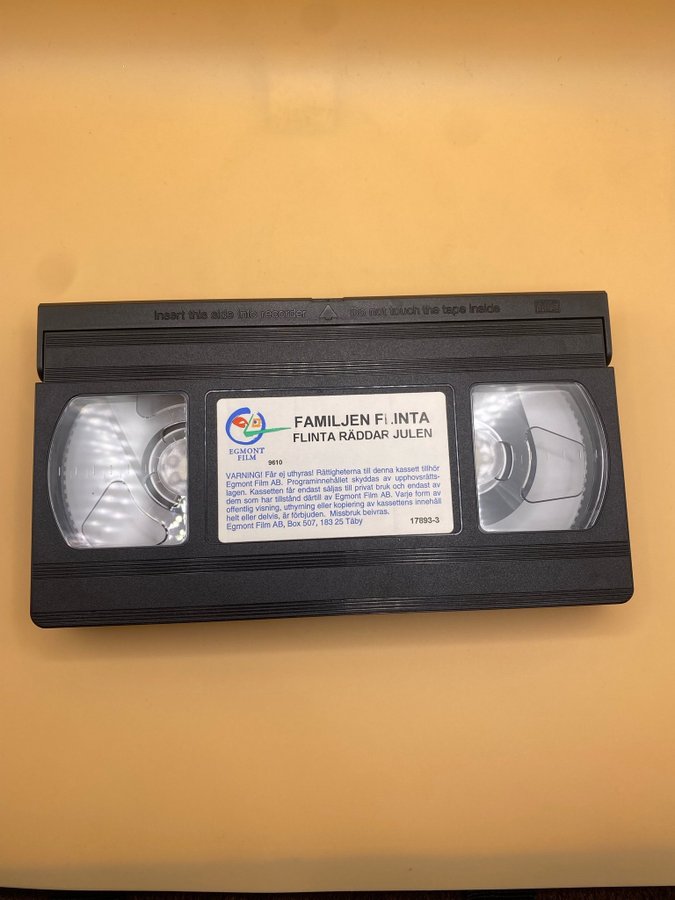 Insert this side into recorder Do not touch the tape inside
VHS
EGMONT
FILM
FAMILJEN FLINTA
FLINTA RÄDDAR JULEN
9610
VARNING! Får ej uthyras! Rättigheterna till denna kassett tillhör
Egmont Film AB. Programinnehållet skyddas av upphovsrätts-
lagen. Kassetten får endast säljas till privat bruk och endast av
dem som har tillstånd därtill av Egmont Film AB. Varje form av
offentlig visning, uthyrning eller kopiering av kassettens innehåll
helt eller delvis, är förbjuden. Missbruk beivras.
Egmont Film AB, Box 507, 183 25 Täby
17893-3